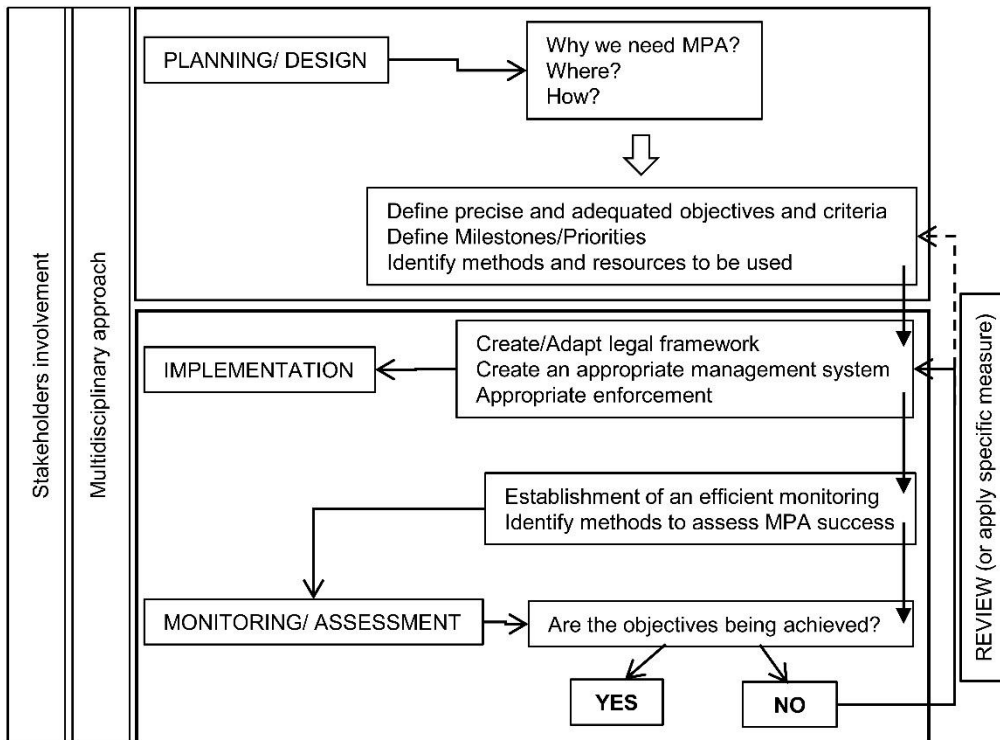 Stakeholders involvement
Multidisciplinary approach
PLANNING/ DESIGN
Why we need MPA?
Where?
How?
Define precise and adequated objectives and criteria
Define Milestones/Priorities
Identify methods and resources to be used
IMPLEMENTATION
Create/Adapt legal framework
Create an appropriate management system
Appropriate enforcement
Establishment of an efficient monitoring
Identify methods to assess MPA success
MONITORING/ ASSESSMENT
Are the objectives being achieved?
YES
NO
REVIEW (or apply specific measure)